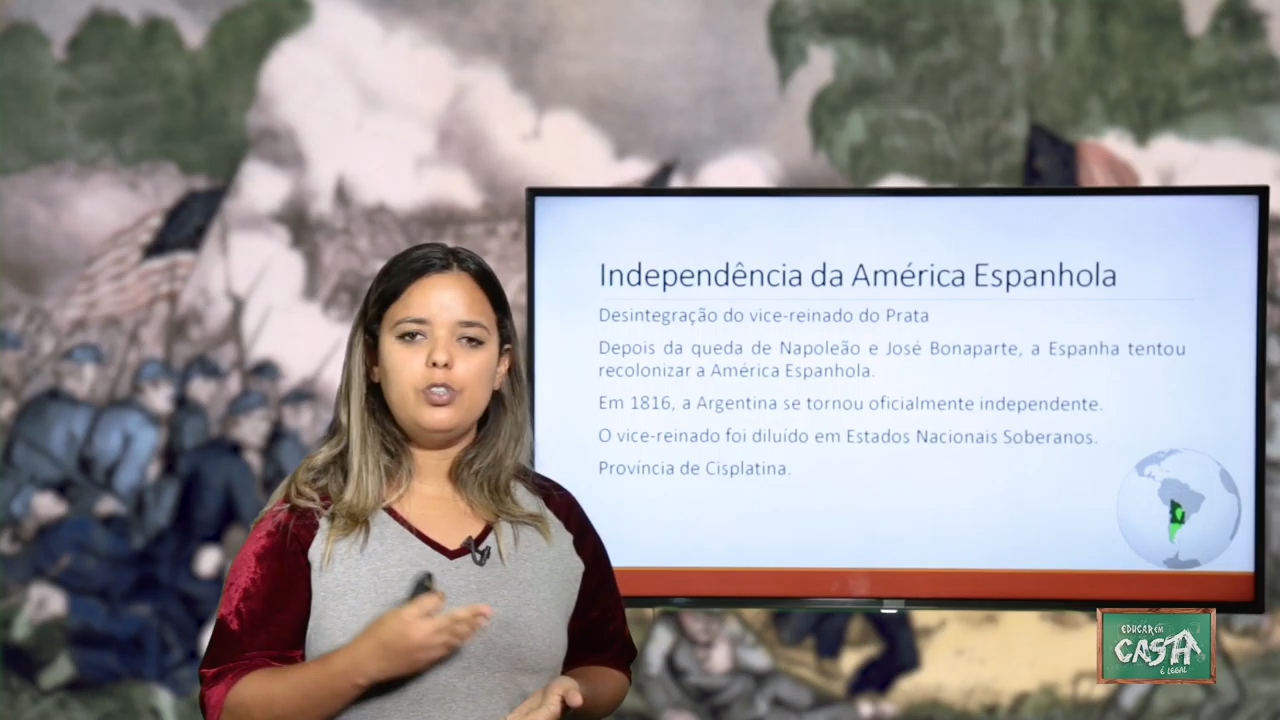 Independência da América Espanhola
Desintegração do vice-reinado do Prata
Depois da queda de Napoleão e José Bonaparte, a Espanha tentou
recolonizar a América Espanhola.
Em 1816, a Argentina se tornou oficialmente independente.
O vice-reinado foi diluído em Estados Nacionais Soberanos.
Província de Cisplatina.
EDUCAR EM
CASA
É LEGAL